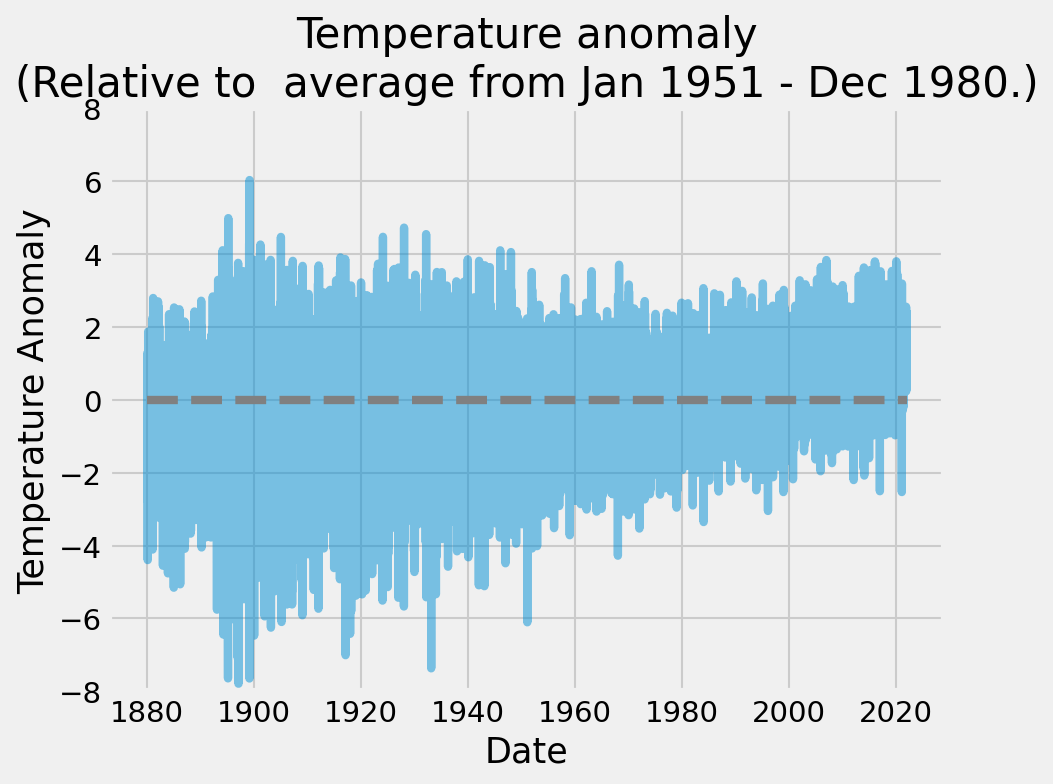 Temperature anomaly
(Relative to  average from Jan 1951 - Dec 1980.)
8
6
4
2
0
−2
−4
−6
−8
Temperature Anomaly
1880 1900 1920 1940 1960 1980 2000 2020
Date